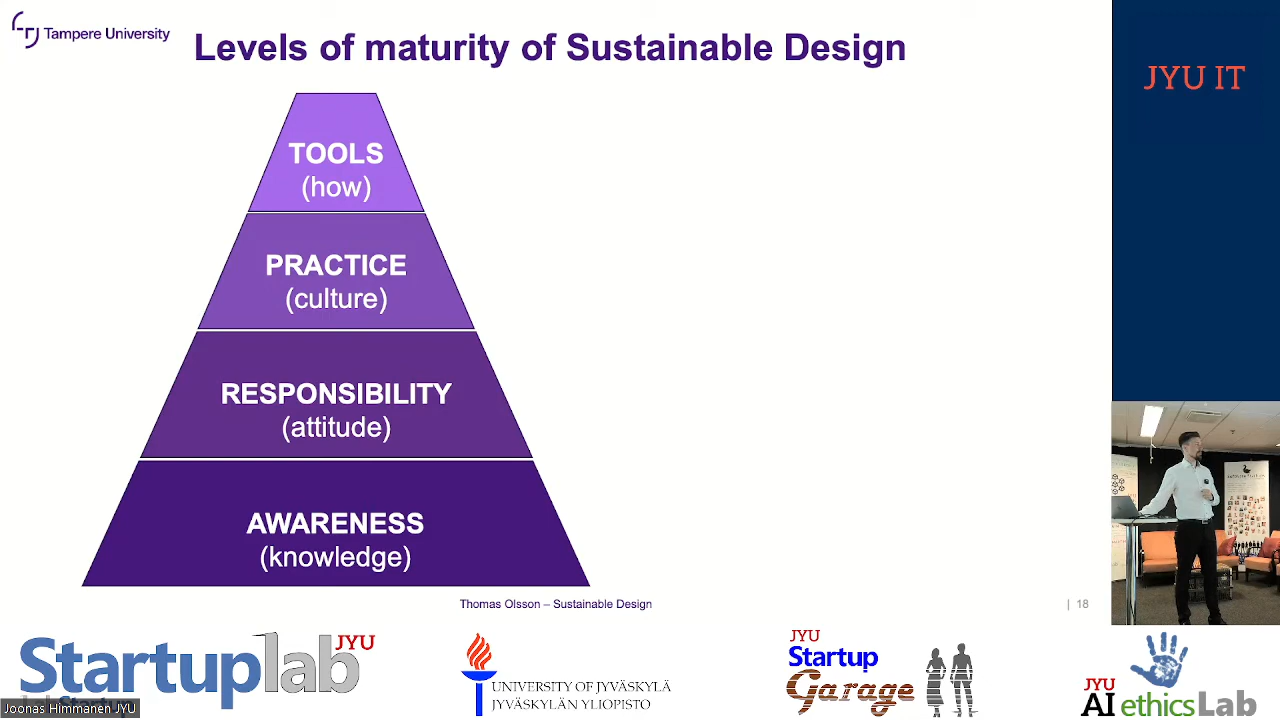 Tampere University
Levels of maturity of Sustainable Design
JYU IT
TOOLS
(how)
PRACTICE
(culture)
RESPONSIBILITY
(attitude)
AWARENESS
(knowledge)
Thomas Olsson – Sustainable Design
| 18
Startuplab JYU
UNIVERSITY OF JYVÄSKYLÄ
JYVÄSKYLÄN YLIOPISTO
JYU
Startup
Garage
JYU
AI ethicsLab
Joonas Himmanen JYU